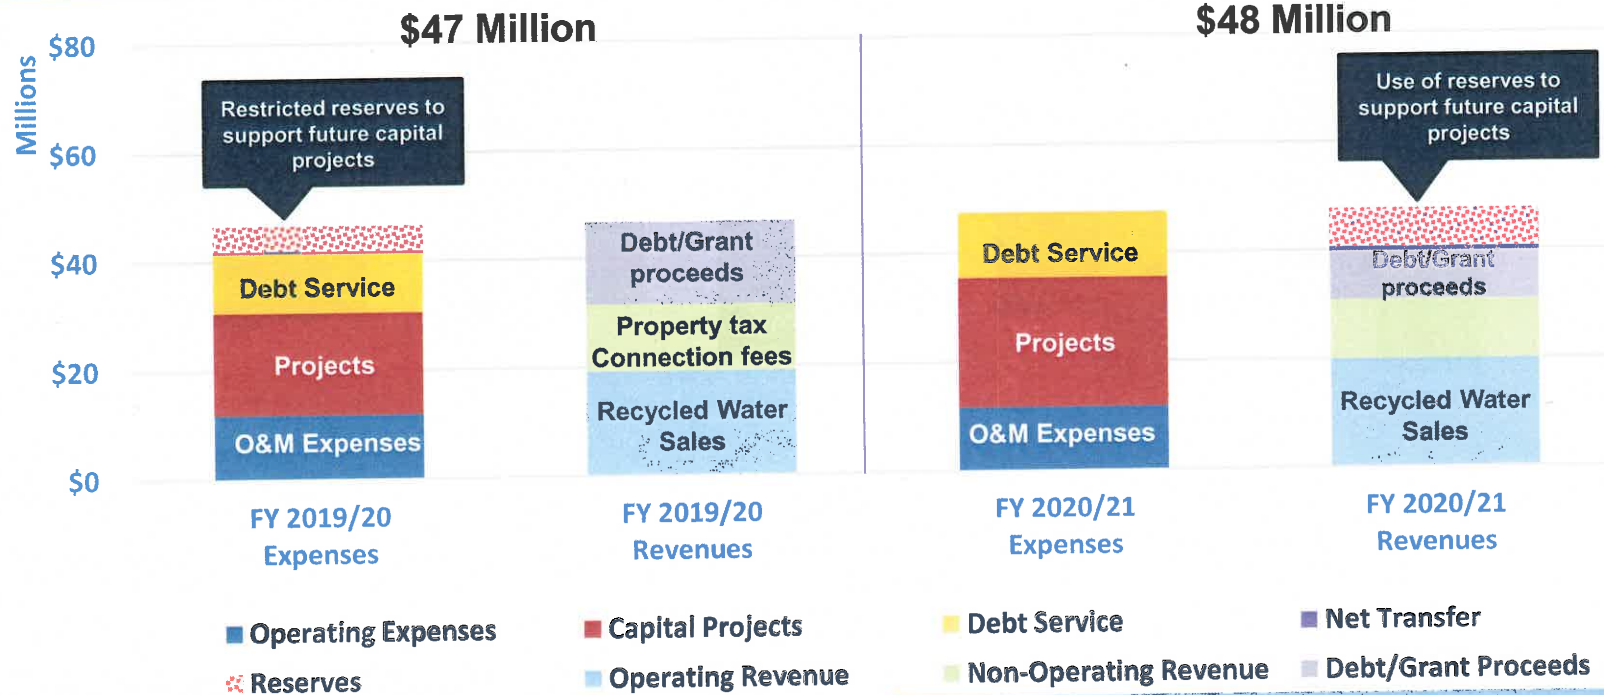 $47 Million
$48 Million
Millions
$80
$60
$40
$20
$0
Restricted reserves to
support future capital
projects
Use of reserves to
support future capital
projects
Debt Service
Projects
O&M Expenses
Debt/Grant
proceeds
Property tax
Connection fees
Recycled Water
Sales
Debt Service
Projects
O&M Expenses
Debt/Grant
proceeds
Recycled Water
Sales
FY 2019/20
Expenses
FY 2019/20
Revenues
FY 2020/21
Expenses
FY 2020/21
Revenues
Operating Expenses
Capital Projects
Debt Service
Net Transfer
Reserves
Operating Revenue
Non-Operating Revenue
Debt/Grant Proceeds